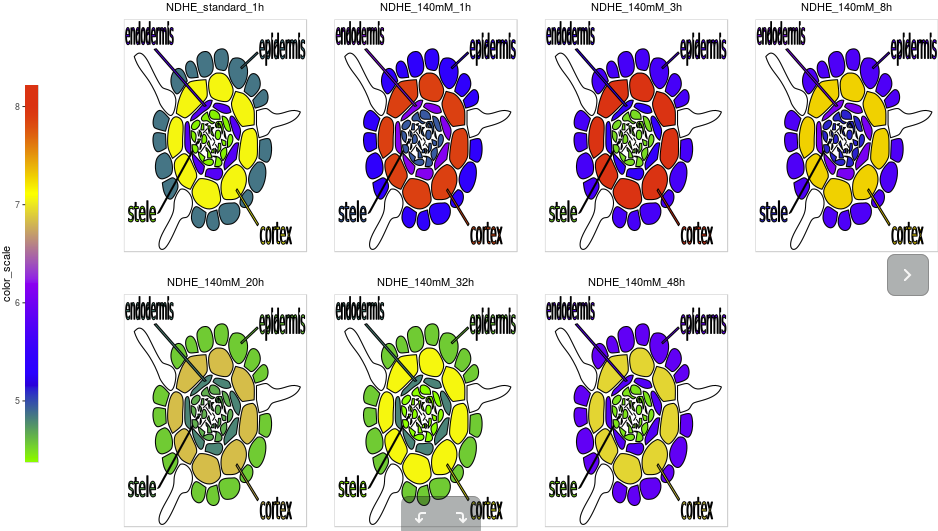 NDHE_standard_1h
NDHE_140mM_1h
NDHE_140mM_3h
NDHE_140mM_8h
endodermis
epidermis
stele
cortex
endodermis
epidermis
stele
cortex
endodermis
epidermis
stele
cortex
endodermis
epidermis
stele
cortex
color_scale
8
7
6
5
NDHE_140mM_20h
NDHE_140mM_32h
NDHE_140mM_48h
endodermis
epidermis
stele
cortex
endodermis
epidermis
stele
cortex
endodermis
epidermis
stele
cortex